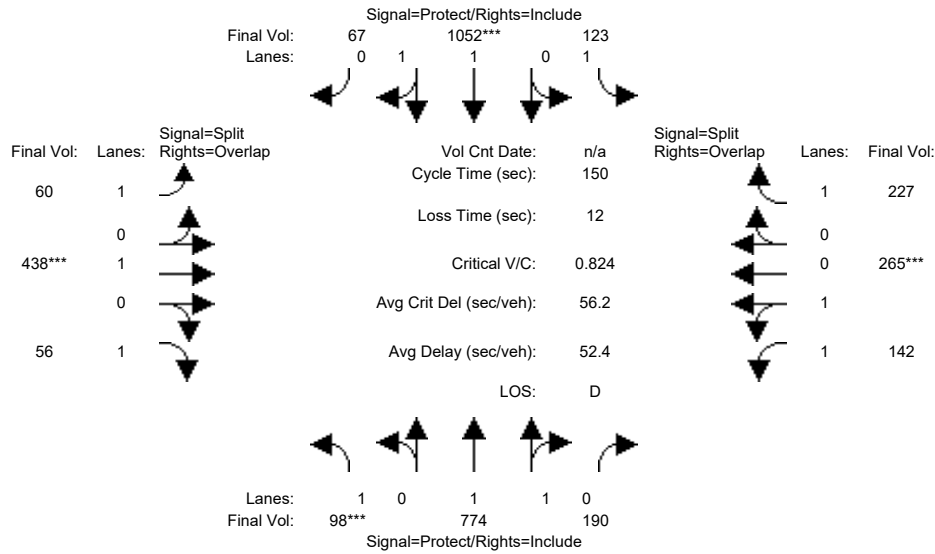 Signal=Protect/Rights=Include
Final Vol: 67 1052*** 123
Lanes: 0 1 1 0 1
Signal=Split
Final Vol: Lanes: Rights=Overlap
Vol Cnt Date: n/a
Cycle Time (sec): 150
Loss Time (sec): 12
Critical V/C: 0.824
Avg Crit Del (sec/veh): 56.2
Avg Delay (sec/veh): 52.4
LOS: D
Signal=Split
Rights=Overlap Lanes: Final Vol:
60 1
0
438*** 1
0
56 1
1 227
0
0 265***
1
1 142
Lanes: 1 0 1 1 0
Final Vol: 98*** 774 190
Signal=Protect/Rights=Include